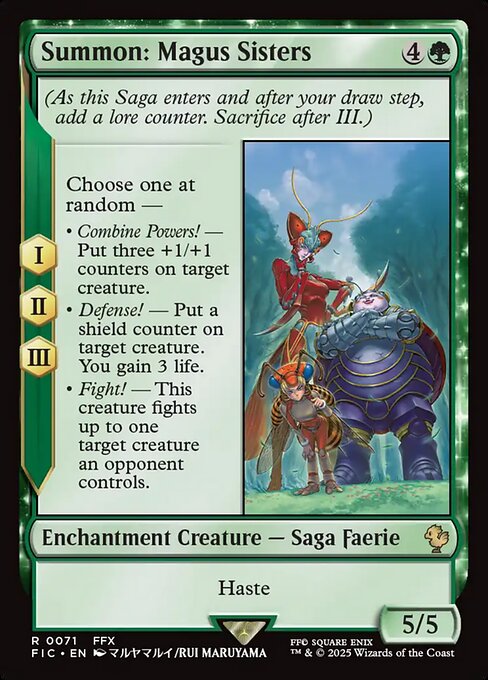 Summon: Magus Sisters 4
(As this Saga enters and after your draw step,
add a lore counter. Sacrifice after III.)
I
II
III
Choose one at
random —
• Combine Powers! —
Put three +1/+1
counters on target
creature.
• Defense! — Put a
shield counter on
target creature.
You gain 3 life.
• Fight! — This
creature fights
up to one
target creature
an opponent
controls.
Enchantment Creature — Saga Faerie
Haste
5/5
R 0071 FFX
FIC • EN マルヤマルイ/RUI MARUYAMA
FF© SQUARE ENIX
™ & © 2025 Wizards of the Coast